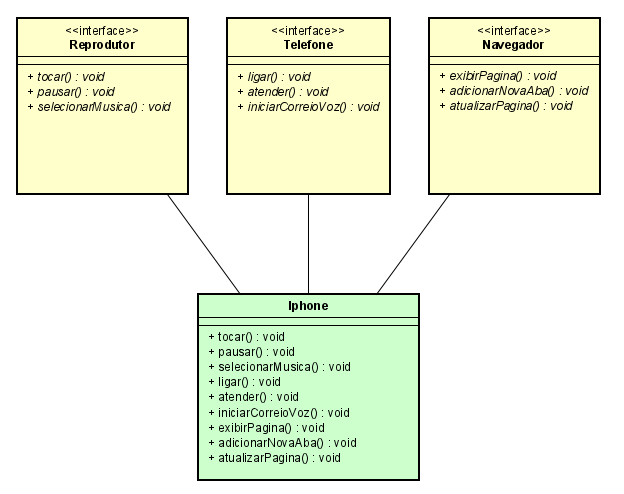 <<interface>>
Reprodutor
+ tocar() : void
+ pausar() : void
+ selecionarMusica() : void
<<interface>>
Telefone
+ ligar() : void
+ atender() : void
+ iniciarCorreioVoz() : void
<<interface>>
Navegador
+ exibirPagina() : void
+ adicionarNovaAba() : void
+ atualizarPagina() : void
Iphone
+ tocar() : void
+ pausar() : void
+ selecionarMusica() : void
+ ligar() : void
+ atender() : void
+ iniciarCorreioVoz() : void
+ exibirPagina() : void
+ adicionarNovaAba() : void
+ atualizarPagina() : void